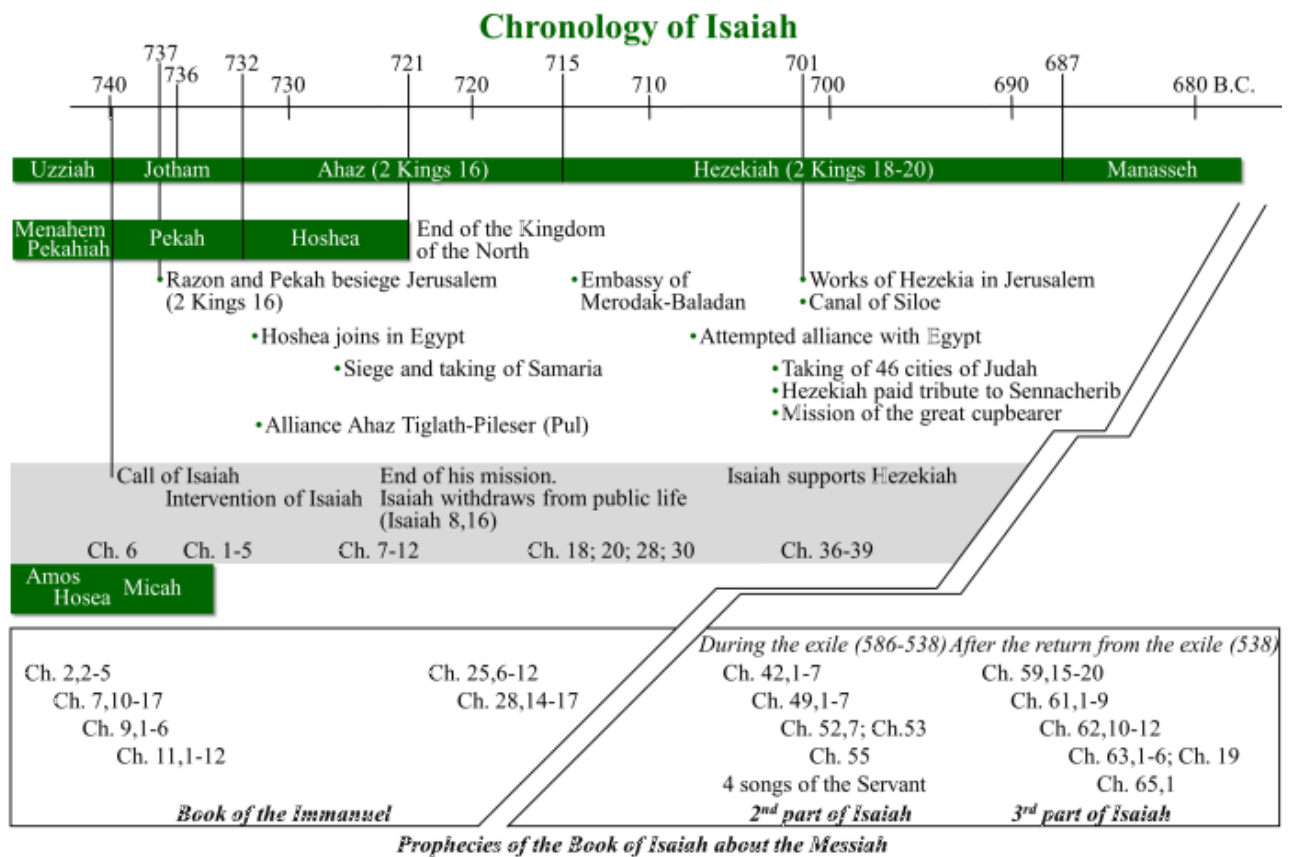 Chronology of Isaiah
737 732 721 715 701 687
736
740 730 720 710 700 690 680 B.C.
Uzziah Jotham Ahaz (2 Kings 16) Hezekiah (2 Kings 18-20) Manasseh
Menahem
Pekahiah
Pekah Hoshea
End of the Kingdom
of the North
•Razon and Pekah besiege Jerusalem
(2 Kings 16)
•Embassy of
Merodak-Baladan
•Works of Hezekia in Jerusalem
•Canal of Siloe
•Hoshea joins in Egypt
•Attempted alliance with Egypt
•Siege and taking of Samaria
•Taking of 46 cities of Judah
•Hezekiah paid tribute to Sennacherib
•Mission of the great cupbearer
•Alliance Ahaz Tiglath-Pileser (Pul)
Call of Isaiah
Intervention of Isaiah
End of his mission.
Isaiah withdraws from public life
(Isaiah 8,16)
Isaiah supports Hezekiah
Ch. 6 Ch. 1-5 Ch. 7-12 Ch. 18; 20; 28; 30 Ch. 36-39
Amos
Hosea
Micah
Ch. 2,2-5
Ch. 7,10-17
Ch. 9,1-6
Ch. 11,1-12
Ch. 25,6-12
Ch. 28,14-17
Book of the Immanuel
During the exile (586-538)
Ch. 42,1-7
Ch. 49,1-7
Ch. 52,7; Ch.53
Ch. 55
4 songs of the Servant
2nd part of Isaiah
After the return from the exile (538)
Ch. 59,15-20
Ch. 61,1-9
Ch. 62,10-12
Ch. 63,1-6; Ch. 19
Ch. 65,1
3rd part of Isaiah
Prophecies of the Book of Isaiah about the Messiah